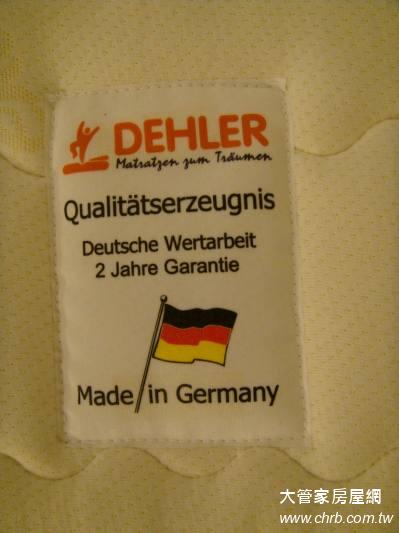 DEHLER
Matratzen zum Träumen
Qualitätserzeugnis
Deutsche Wertarbeit
2 Jahre Garantie
Made in Germany
大管家房屋網
www.chrb.com.tw